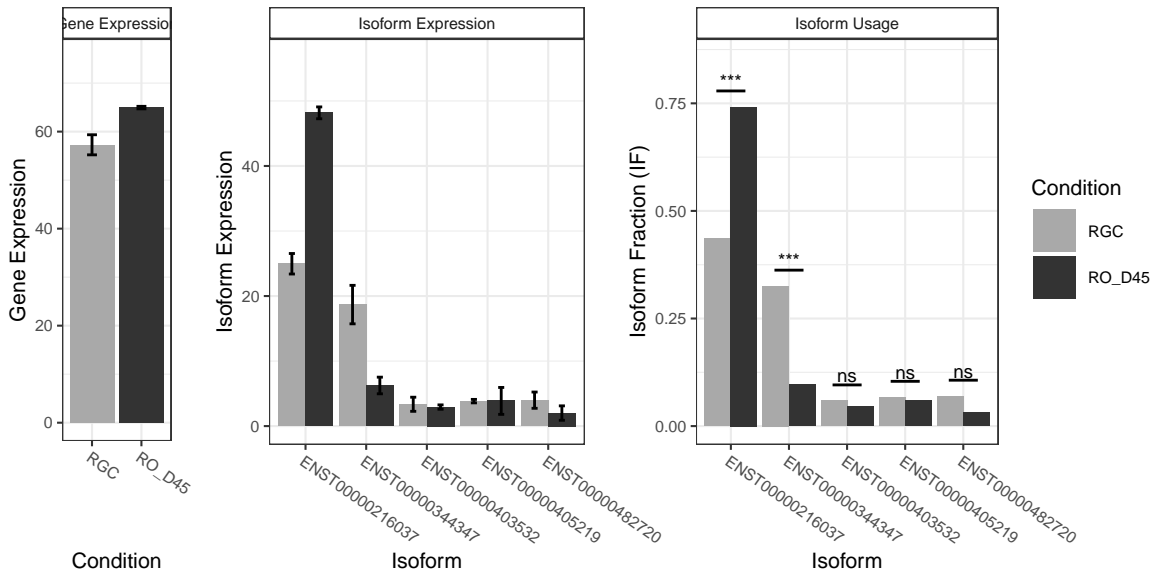 Gene Expression
Isoform Expression
Isoform Usage
Gene Expression
0
20
40
60
RGC
RO_D45
Condition
Isoform Expression
0
20
40
ENST00000216037
ENST00000344347
ENST00000403532
ENST00000405219
ENST00000482720
Isoform
Isoform Fraction (IF)
0.00
0.25
0.50
0.75
***
***
ns
ns
ns
ENST00000216037
ENST00000344347
ENST00000403532
ENST00000405219
ENST00000482720
Isoform
Condition
RGC
RO_D45